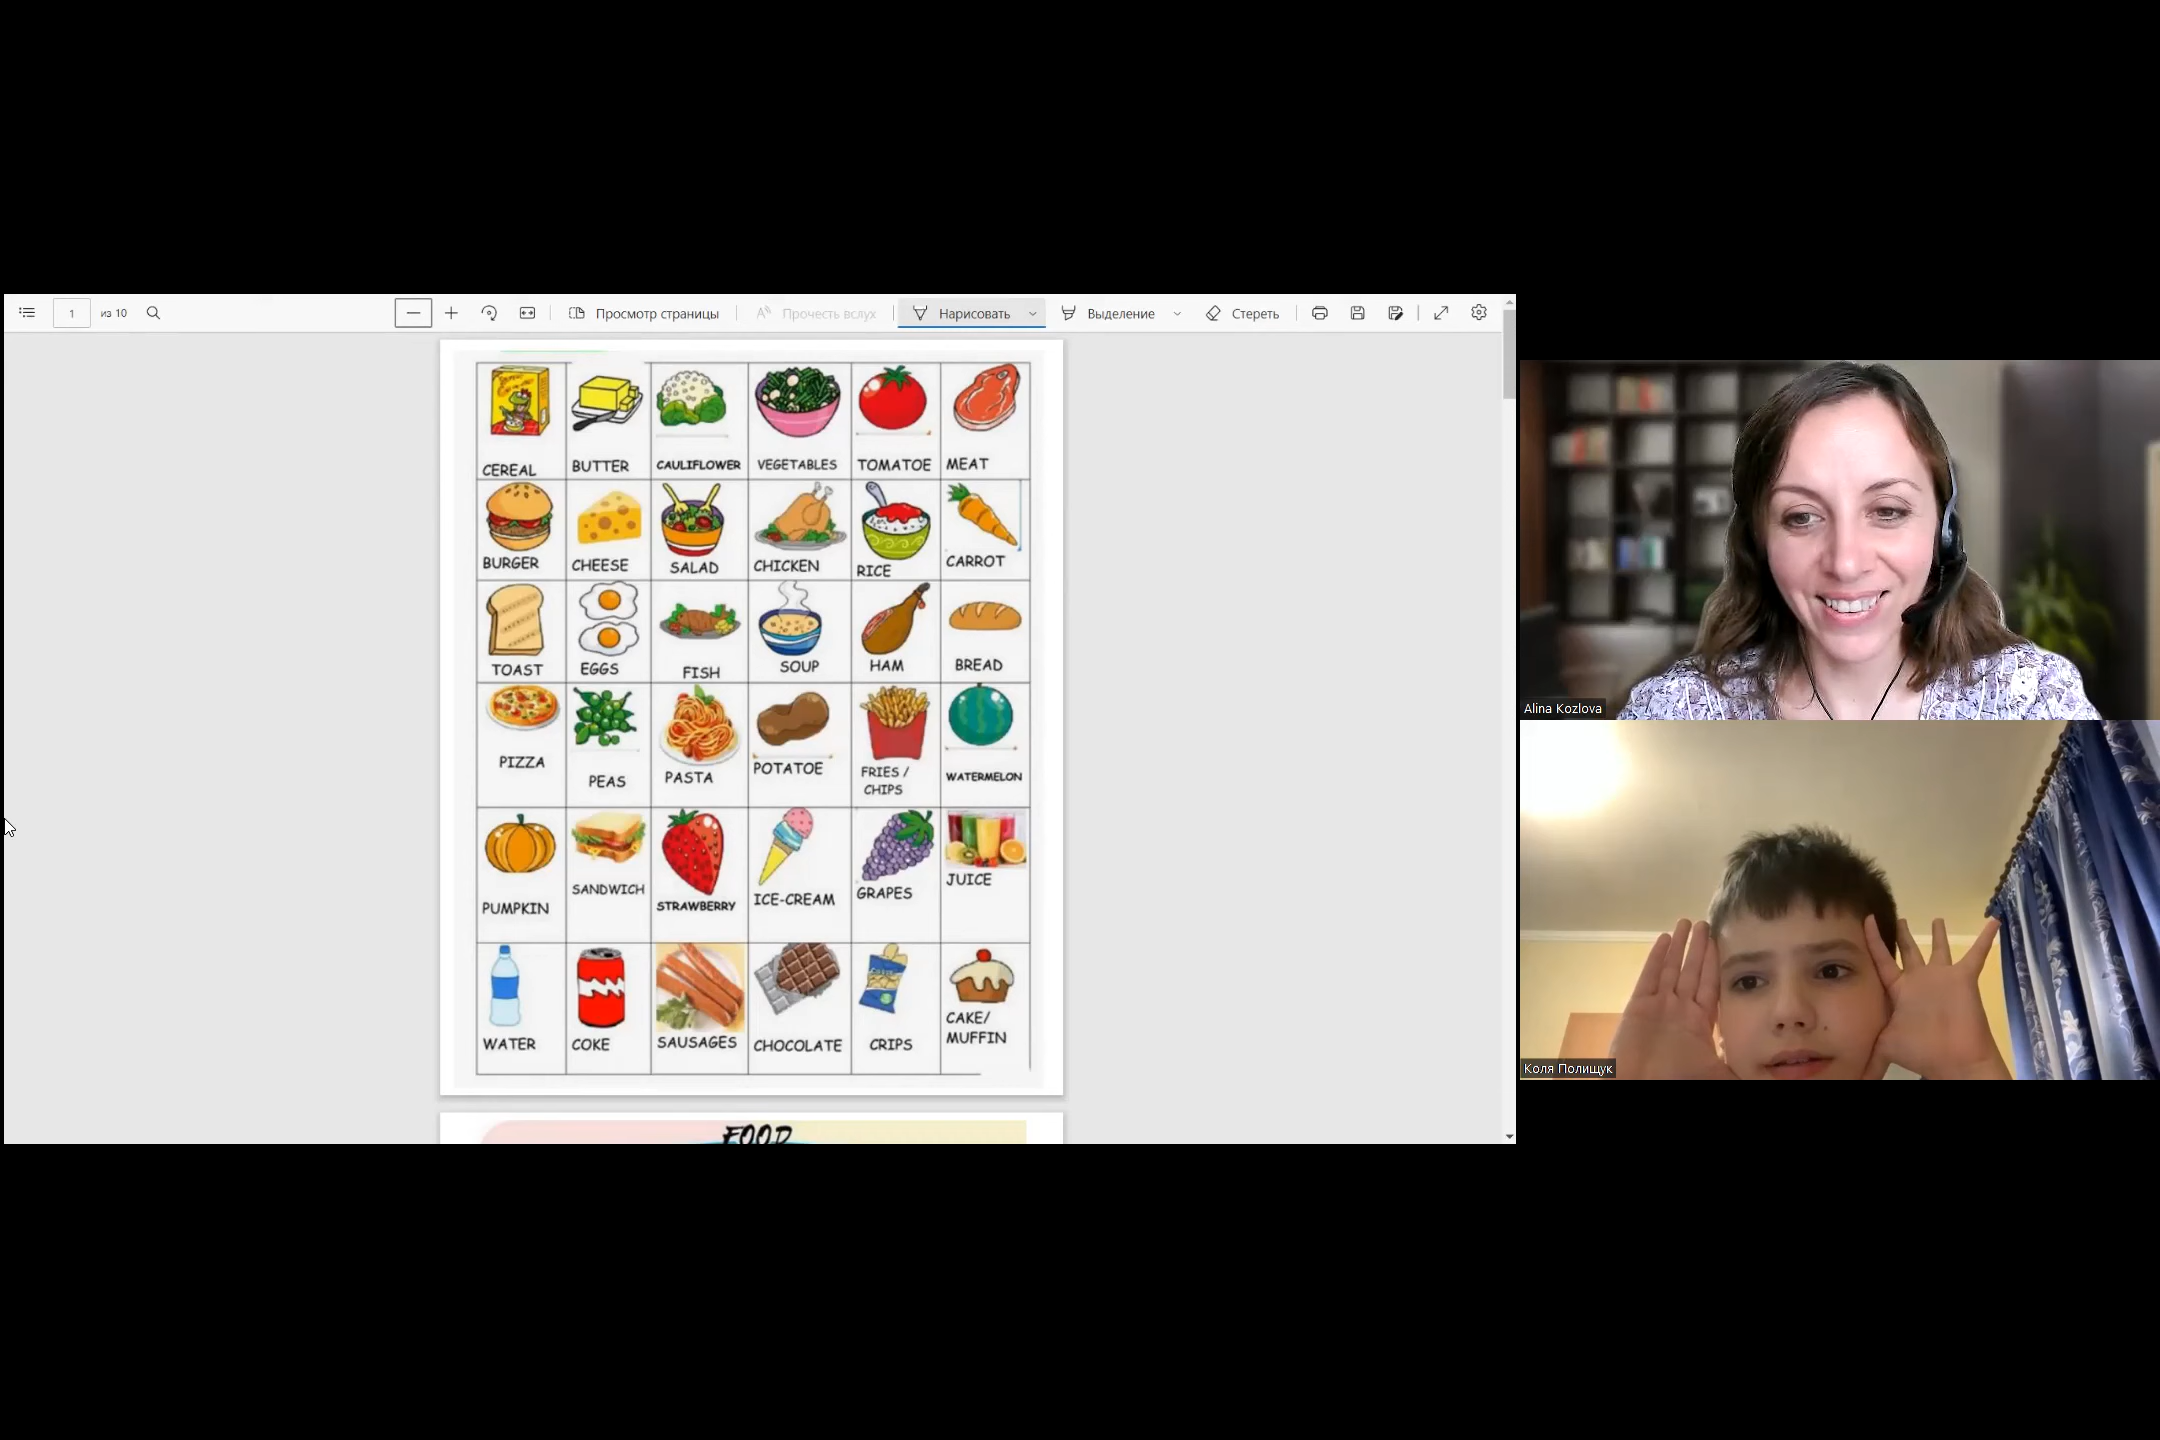 1 из 10 Просмотр страницы Прочесть вслух Нарисовать Выделение Стереть
CEREAL BUTTER CAULIFLOWER VEGETABLES TOMATOE MEAT
BURGER CHEESE SALAD CHICKEN RICE CARROT
TOAST EGGS FISH SOUP HAM BREAD
PIZZA PEAS PASTA POTATOE FRIES / CHIPS WATERMELON
PUMPKIN SANDWICH STRAWBERRY ICE-CREAM GRAPES JUICE
WATER COKE SAUSAGES CHOCOLATE CRIPS CAKE/ MUFFIN
FOOD
Alina Kozlova
Коля Полищук